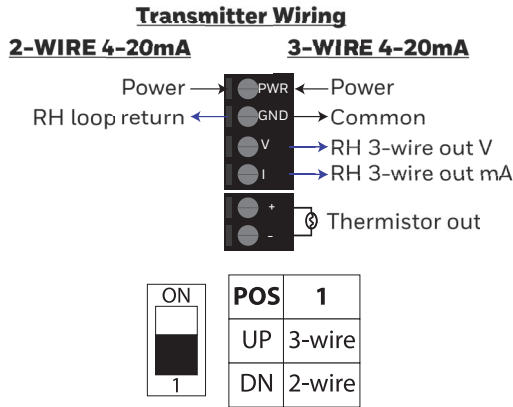 Transmitter Wiring
2-WIRE 4-20mA 3-WIRE 4-20mA
Power PWR Power
RH loop return GND Common
V RH 3-wire out V
I RH 3-wire out mA
+
Thermistor out
-
ON
1
POS 1
UP 3-wire
DN 2-wire